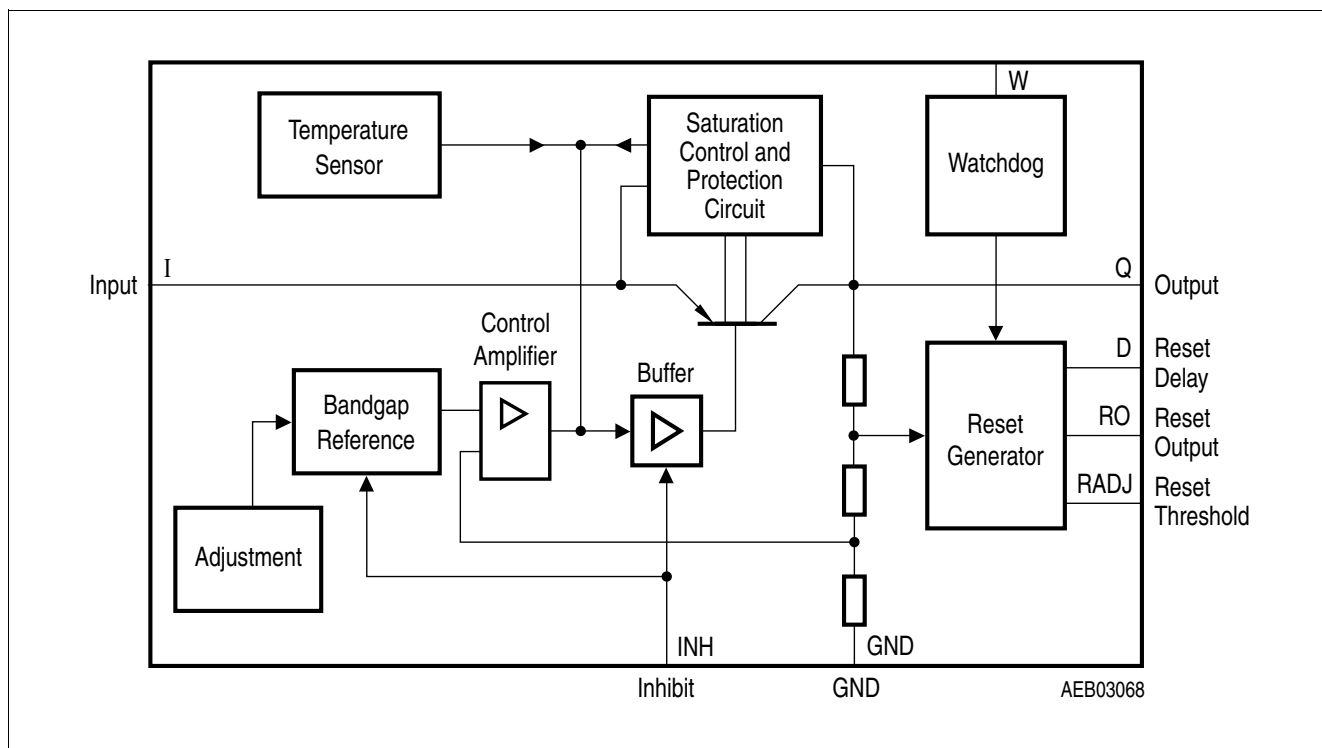 W
Temperature
Sensor
Saturation
Control and
Protection
Circuit
Watchdog
Input
I
Q
Output
Control
Amplifier
Buffer
Bandgap
Reference
Reset
Generator
D
Reset
Delay
RO
Reset
Output
RADJ
Reset
Threshold
Adjustment
INH
GND
Inhibit
GND
AEB03068